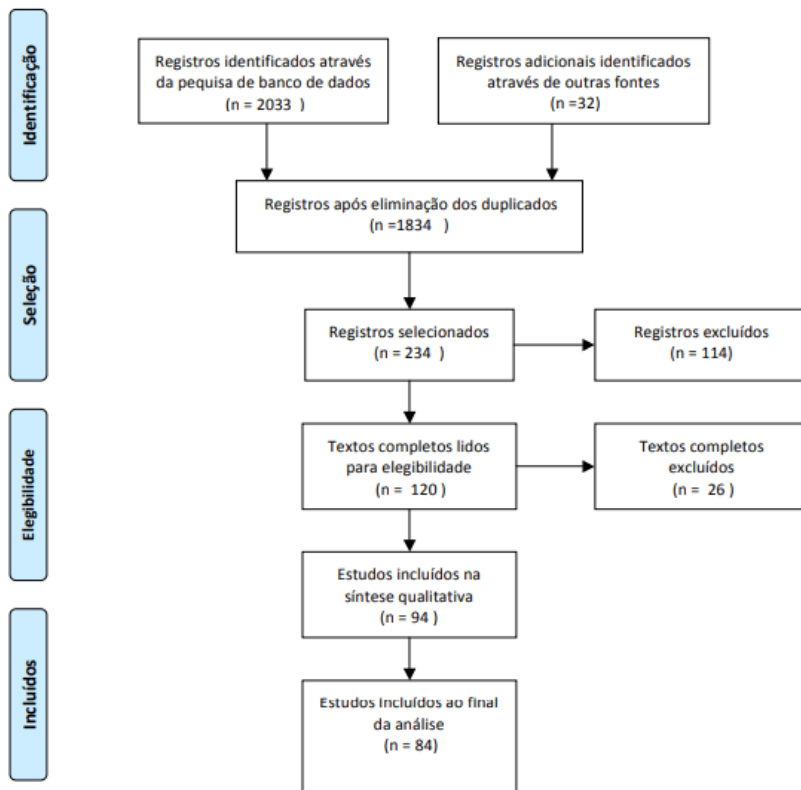 Identificação
Registros identificados através
da pequisa de banco de dados
(n = 2033 )
Registros adicionais identificados
através de outras fontes
(n =32)
Registros após eliminação dos duplicados
(n =1834 )
Seleção
Registros selecionados
(n = 234 )
Registros excluídos
(n = 114)
Elegibilidade
Textos completos lidos
para elegibilidade
(n = 120 )
Textos completos
excluídos
(n = 26 )
Estudos incluídos na
síntese qualitativa
(n = 94 )
Incluídos
Estudos incluídos ao final
da análise
(n = 84)